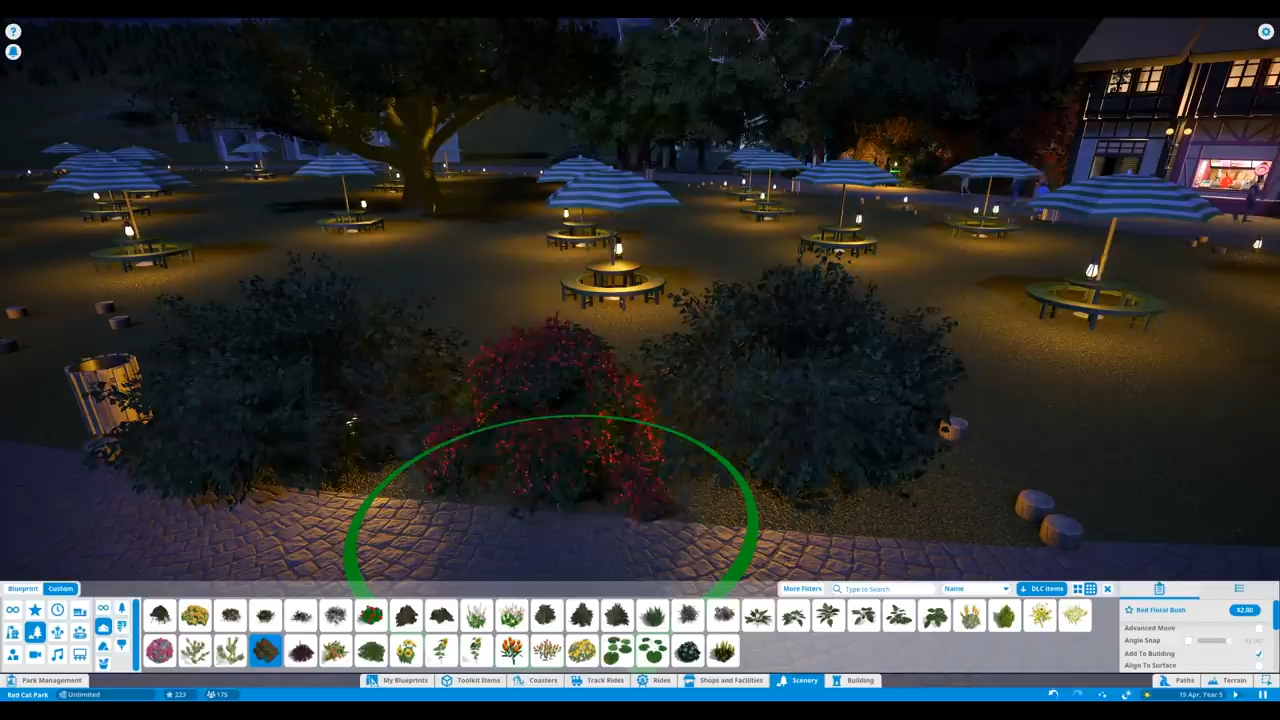 ?
Blueprint Custom More Filters Type to Search Name DLC Items
Red Floral Bush $2.00
Advanced Move
Angle Snap
Add To Building
Align To Surface
Park Management My Blueprints Toolkit Items Coasters Track Rides Rides Shops and Facilities Scenery Building Paths Terrain
Red Cat Park Unlimited 223 175 19 Apr, Year 5